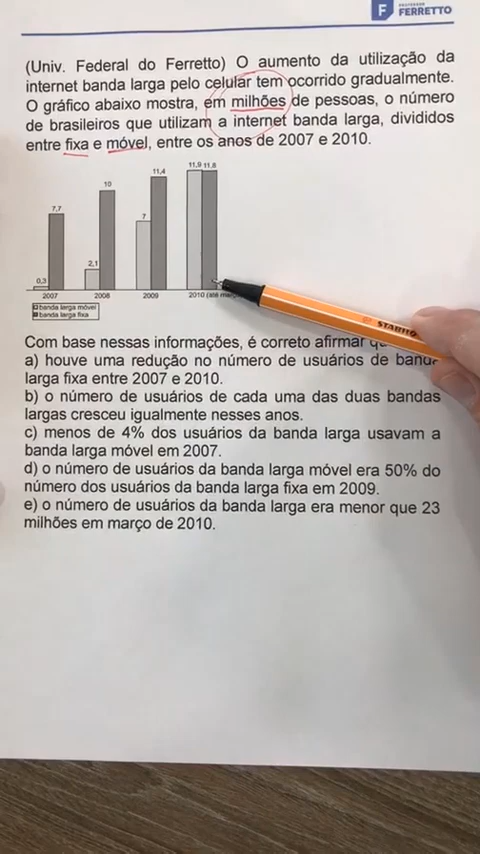 PROFESSOR
FERRETTO
(Univ. Federal do Ferretto) O aumento da utilização da
internet banda larga pelo celular tem ocorrido gradualmente.
O gráfico abaixo mostra, em milhões de pessoas, o número
de brasileiros que utilizam a internet banda larga, divididos
entre fixa e móvel, entre os anos de 2007 e 2010.
11,9 11,8
11,4
10
7,7
7
2,1
0,3
2007 2008 2009 2010 (até
banda larga móvel
banda larga fixa
STABILO
Com base nessas informações, é correto afirmar
a) houve uma redução no número de usuários de banda
larga fixa entre 2007 e 2010.
b) o número de usuários de cada uma das duas bandas
largas cresceu igualmente nesses anos.
c) menos de 4% dos usuários da banda larga usavam a
banda larga móvel em 2007.
d) o número de usuários da banda larga móvel era 50% do
número dos usuários da banda larga fixa em 2009.
e) o número de usuários da banda larga era menor que 23
milhões em março de 2010.